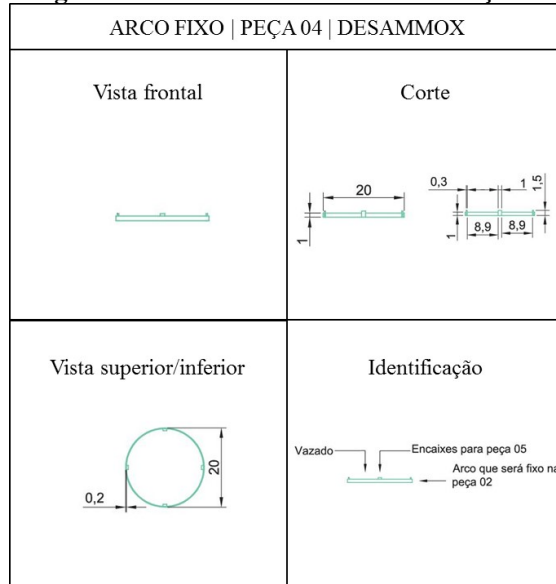 ARCO FIXO | PEÇA 04 | DESAMMOX
Vista frontal
Corte
20
1
0,3
1
1,5
1
8,9
8,9
Vista superior/inferior
20
0,2
Identificação
Vazado
Encaixes para peça 05
Arco que será fixo na
peça 02